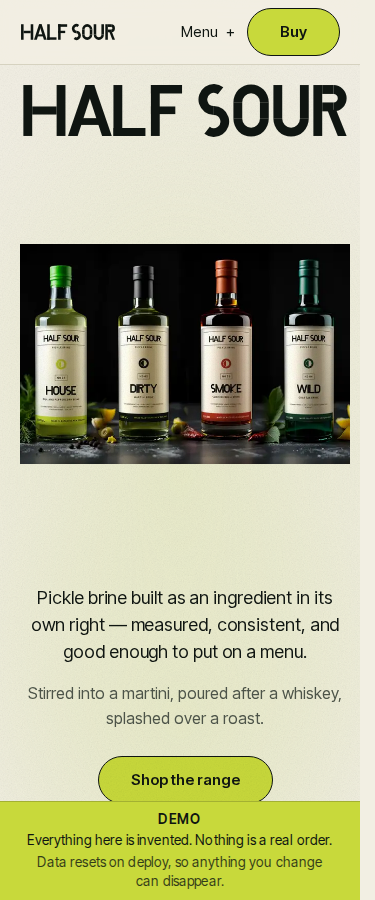 HALF SOUR
Menu +
Buy
HALF SOUR
HALF SOUR
HALF SOUR
HALF SOUR
HALF SOUR
HOUSE
DIRTY
SMOKE
WILD
Pickle brine built as an ingredient in its
own right — measured, consistent, and
good enough to put on a menu.
Stirred into a martini, poured after a whiskey,
splashed over a roast.
Shop the range
DEMO
Everything here is invented. Nothing is a real order.
Data resets on deploy, so anything you change
can disappear.